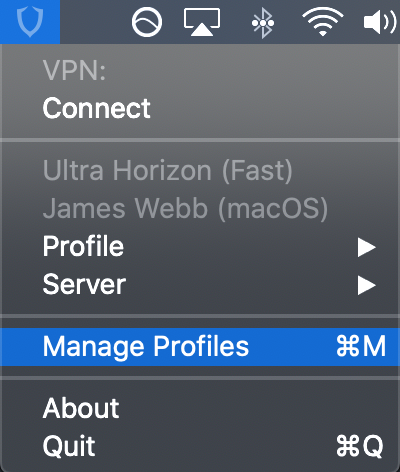 VPN:
Connect
Ultra Horizon (Fast)
James Webb (macOS)
Profile ▶
Server ▶
Manage Profiles ⌘M
About
Quit ⌘Q